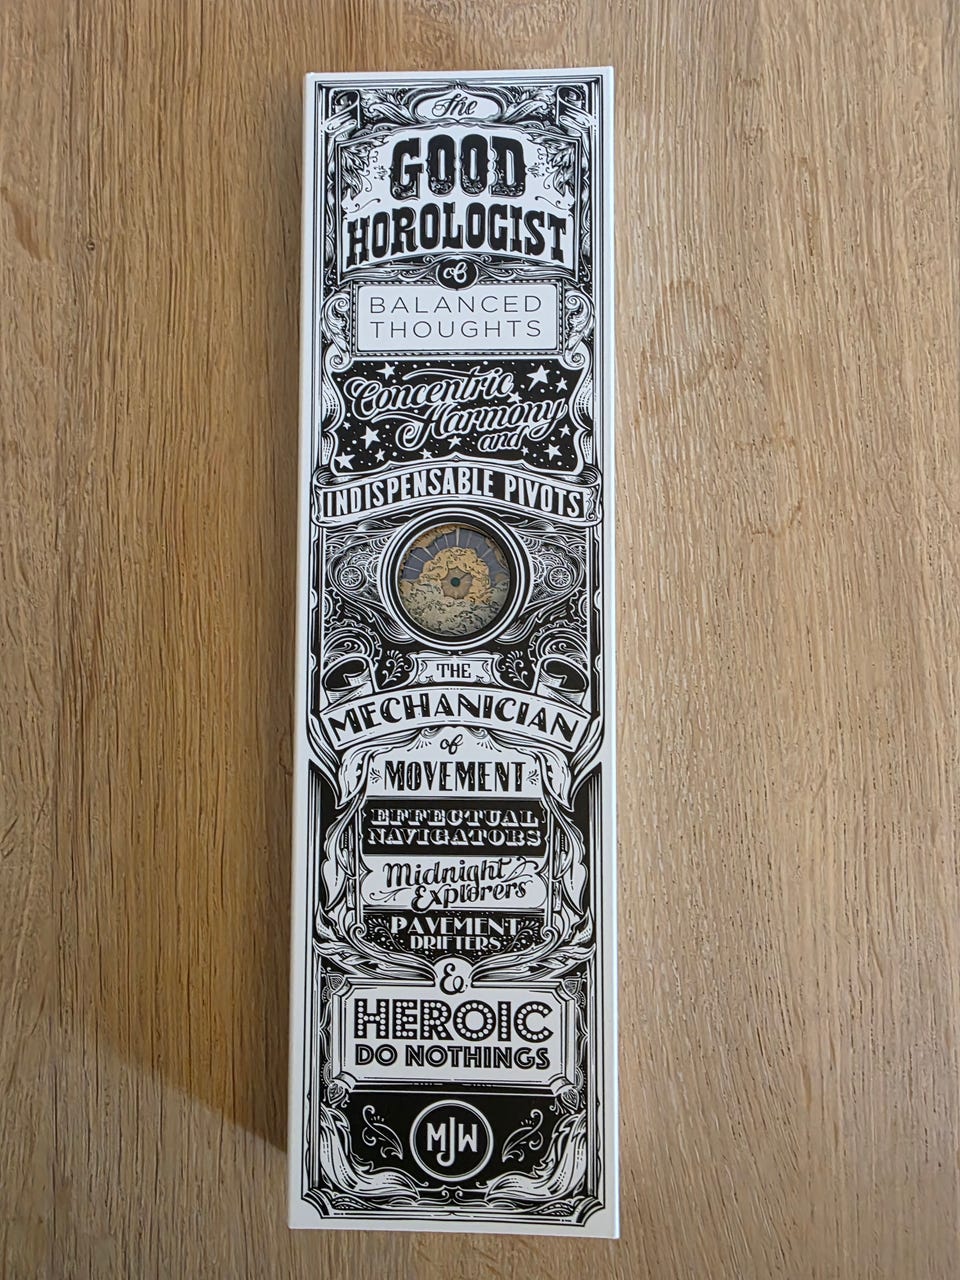 The
GOOD
HOROLOGIST
of
BALANCED
THOUGHTS
Concentric
Harmony
and
INDISPENSABLE PIVOTS
THE
MECHANICIAN
of
MOVEMENT
EFFECTUAL
NAVIGATORS
Midnight
Explorers
PAVEMENT
DRIFTERS
&
HEROIC
DO NOTHINGS
MJW